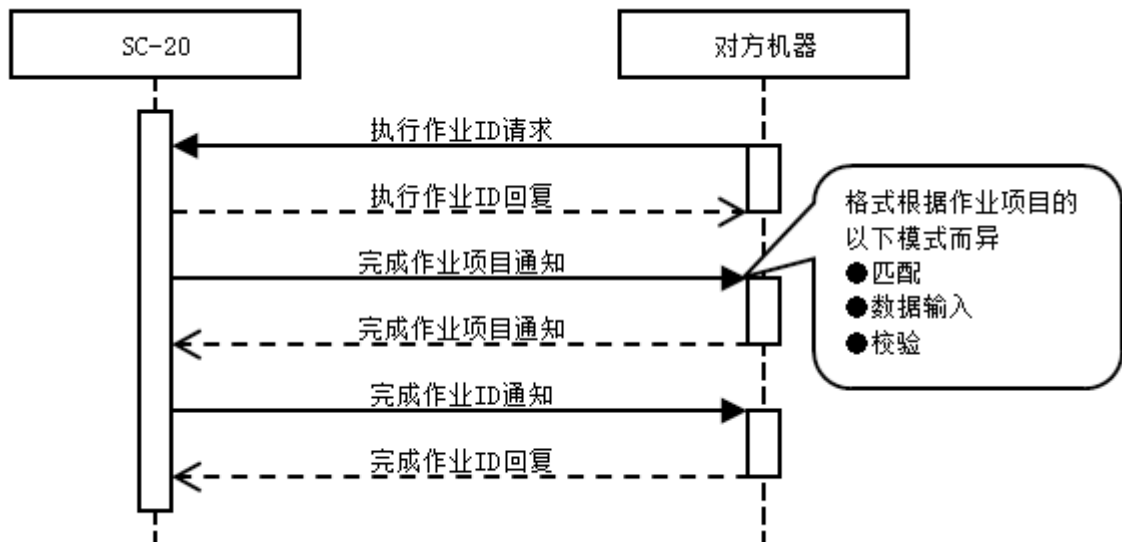 SC-20
对方机器
执行作业ID请求
执行作业ID回复
完成作业项目通知
完成作业项目通知
完成作业ID通知
完成作业ID回复
格式根据作业项目的
以下模式而异
●匹配
●数据输入
●校验